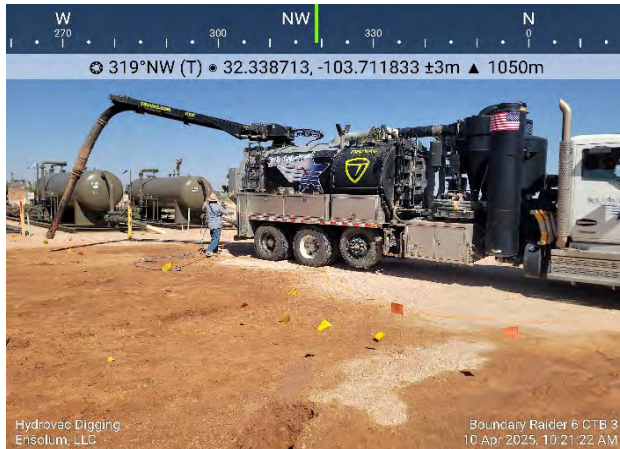 W
NW
N
270
300
330
0
319°NW (T) ● 32.338713, -103.711833 ±3m ▲ 1050m
TRUVAC
Hydrovac Digging
Ensolum, LLC
Boundary Raider 6 CTB 3
10 Apr 2025, 10:21:22 AM